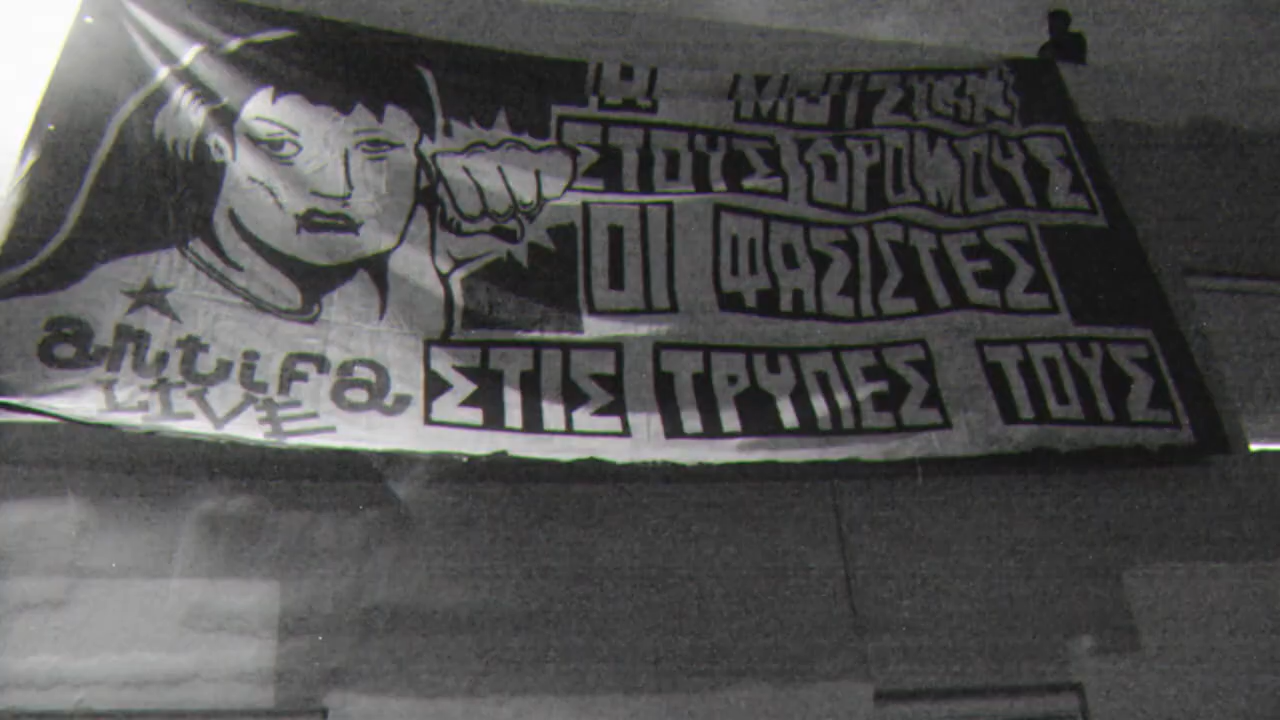 Η ΜΟΥΣΙΚΗ
ΣΤΟΥΣ ΔΡΟΜΟΥΣ
ΟΙ ΦΑΣΙΣΤΕΣ
ΣΤΙΣ ΤΡΥΠΕΣ ΤΟΥΣ
antifa
LIVE